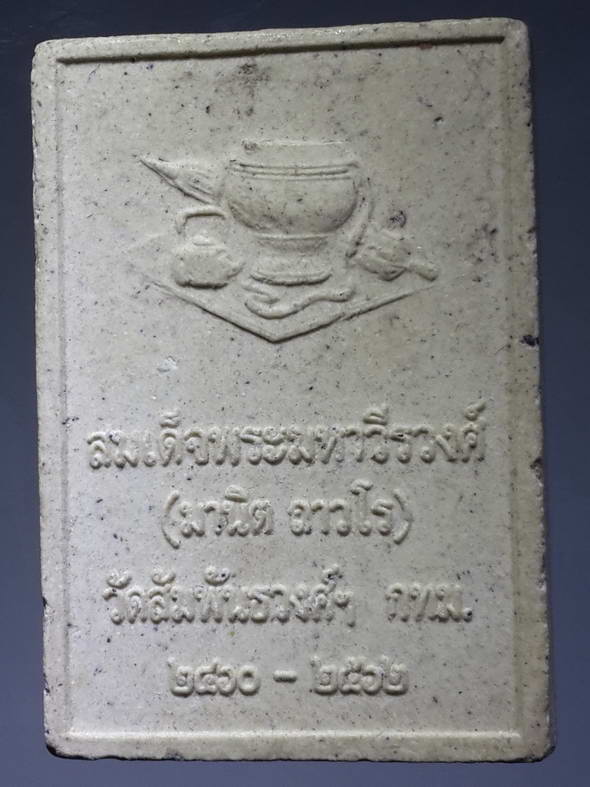 สมเด็จพระมหาวีรวงศ์
(มานิต ถาวโร)
วัดสัมพันธวงศ์ฯ กทม.
๒๔๖๐ - ๒๕๖๒